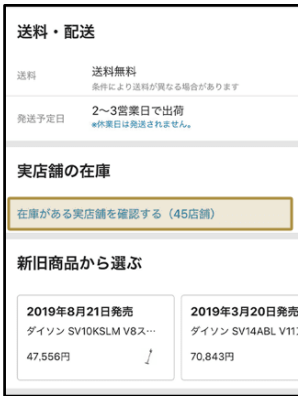 送料・配送
送料
送料無料
条件により送料が異なる場合があります
発送予定日
2〜3営業日で出荷
※休業日は発送されません。
実店舗の在庫
在庫がある実店舗を確認する（45店舗）
新旧商品から選ぶ
2019年8月21日発売
ダイソン SV10KSLM V8ス…
47,556円
2019年3月20日発売
ダイソン SV14ABL V11
70,843円